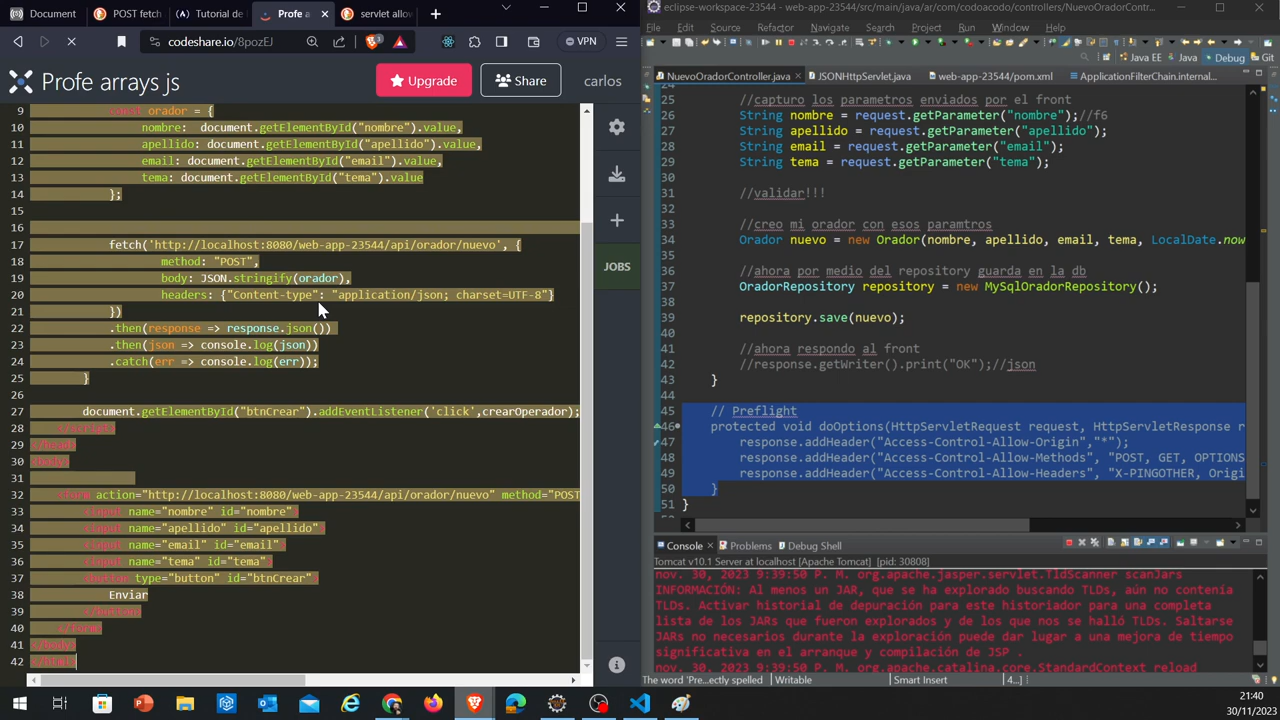 Document
POST fetch
Tutorial de
Profe arrays js
servlet allov
eclipse-workspace-23544 - web-app-23544/src/main/java/ar/com/codoacodo/controllers/NuevoOradorContr...
codeshare.io/8pozEJ
VPN
File Edit Source Refactor Navigate Search Project Run Window Help
Java EE
Debug
Git
Profe arrays js
Upgrade
Share
carlos
NuevoOradorController.java
JSONHttpServlet.java
web-app-23544/pom.xml
ApplicationFilterChain.internal...
9 const orador = {
10 nombre: document.getElementById("nombre").value,
11 apellido: document.getElementById("apellido").value,
12 email: document.getElementById("email").value,
13 tema: document.getElementById("tema").value
14 };
15
16
17 fetch('http://localhost:8080/web-app-23544/api/orador/nuevo', {
18 method: "POST",
19 body: JSON.stringify(orador),
20 headers: {"Content-type": "application/json; charset=UTF-8"}
21 })
22 .then(response => response.json())
23 .then(json => console.log(json))
24 .catch(err => console.log(err));
25 }
26
27 document.getElementById("btnCrear").addEventListener('click',crearOperador);
28 </script>
29 </head>
30 <body>
31
32 <form action="http://localhost:8080/web-app-23544/api/orador/nuevo" method="POST
33 <input name="nombre" id="nombre"
34 <input name="apellido" id="apellido">
35 <input name="email" id="email"
36 <input name="tema" id="tema">
37 <button type="button" id="btnCrear">
38 Enviar
39 </button>
40 </form>
41 </body>
42 </html>
JOBS
24
25 //capturo los parametros enviados por el front
26 String nombre = request.getParameter("nombre");//f6
27 String apellido = request.getParameter("apellido");
28 String email = request.getParameter("email");
29 String tema = request.getParameter("tema");
30
31 //validar!!!
32
33 //creo mi orador con esos paramtros
34 Orador nuevo = new Orador(nombre, apellido, email, tema, LocalDate.now
35
36 //ahora por medio del repository guarda en la db
37 OradorRepository repository = new MySqlOradorRepository();
38
39 repository.save(nuevo);
40
41 //ahora respondo al front
42 //response.getWriter().print("OK");//json
43 }
44
45 // Preflight
46 protected void doOptions(HttpServletRequest request, HttpServletResponse r
47 response.addHeader("Access-Control-Allow-Origin","*");
48 response.addHeader("Access-Control-Allow-Methods", "POST, GET, OPTIONS
49 response.addHeader("Access-Control-Allow-Headers", "X-PINGOTHER, Origi
50 }
51 }
Console
Problems
Debug Shell
Tomcat v10.1 Server at localhost [Apache Tomcat] [pid: 30808]
nov. 30, 2023 9:39:50 P. M. org.apache.jasper.servlet.TldScanner scanJars
INFORMACIÓN: Al menos un JAR, que se ha explorado buscando TLDs, aún no contenía
TLDs. Activar historial de depuración para este historiador para una completa
lista de los JARs que fueron explorados y de los que nos se halló TLDs. Saltarse
JARs no necesarios durante la exploración puede dar lugar a una mejora de tiempo
significativa en el arranque y compilación de JSP .
nov. 30, 2023 9:39:50 P. M. org.apache.catalina.core.StandardContext reload
The word 'Pre...ectly spelled
Writable
Smart Insert
4...]
21:40
30/11/2023